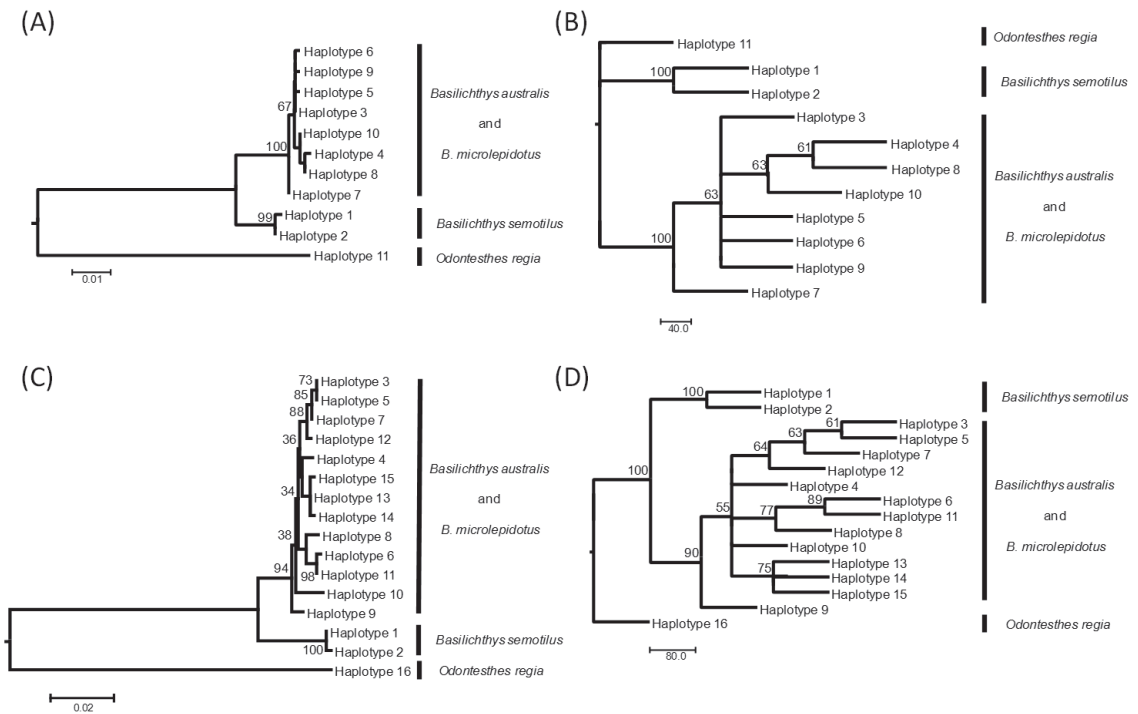 (A)
Haplotype 6
Haplotype 9
Haplotype 5
67
Haplotype 3
Haplotype 10
100
Haplotype 4
Haplotype 8
Haplotype 7
99
Haplotype 1
Haplotype 2
Haplotype 11
0.01
Basilichthys australis
and
B. microlepidotus
Basilichthys semotilus
Odontesthes regia
(B)
Haplotype 11
100
Haplotype 1
Haplotype 2
Haplotype 3
61
Haplotype 4
63
Haplotype 8
63
Haplotype 10
Haplotype 5
100
Haplotype 6
Haplotype 9
Haplotype 7
40.0
Odontesthes regia
Basilichthys semotilus
Basilichthys australis
and
B. microlepidotus
(C)
73
Haplotype 3
85
Haplotype 5
88
Haplotype 7
36
Haplotype 12
Haplotype 4
34
Haplotype 15
Haplotype 13
Haplotype 14
38
Haplotype 8
Haplotype 6
94
98
Haplotype 11
Haplotype 10
Haplotype 9
Haplotype 1
100
Haplotype 2
Haplotype 16
0.02
Basilichthys australis
and
B. microlepidotus
Basilichthys semotilus
Odontesthes regia
(D)
100
Haplotype 1
Haplotype 2
61
Haplotype 3
63
Haplotype 5
64
Haplotype 7
100
Haplotype 12
Haplotype 4
89
Haplotype 6
55
77
Haplotype 11
Haplotype 8
90
Haplotype 10
75
Haplotype 13
Haplotype 14
Haplotype 15
Haplotype 9
Haplotype 16
80.0
Basilichthys semotilus
Basilichthys australis
and
B. microlepidotus
Odontesthes regia